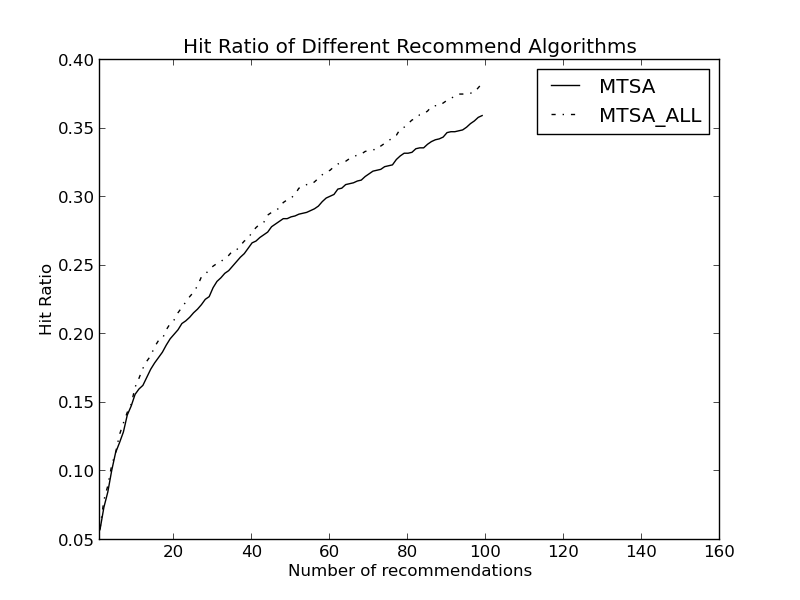 Hit Ratio of Different Recommend Algorithms
MTSA
MTSA_ALL
0.40
0.35
0.30
0.25
0.20
0.15
0.10
0.05
Hit Ratio
20 40 60 80 100 120 140 160
Number of recommendations